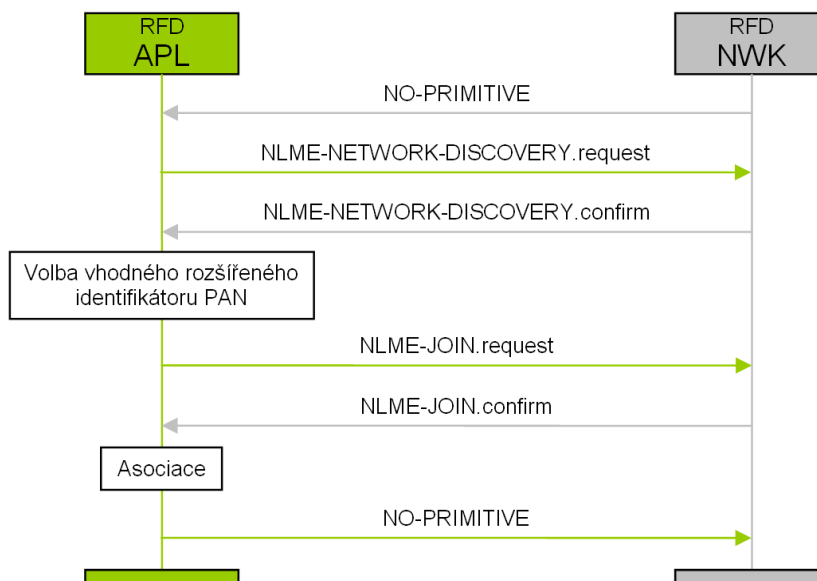 RFD
APL
RFD
NWK
NO-PRIMITIVE
NLME-NETWORK-DISCOVERY.request
NLME-NETWORK-DISCOVERY.confirm
Volba vhodného rozšířeného
identifikátoru PAN
NLME-JOIN.request
NLME-JOIN.confirm
Asociace
NO-PRIMITIVE